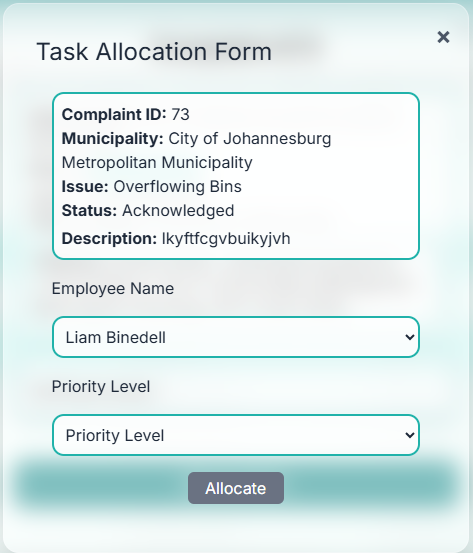 Task Allocation Form
×
Complaint ID: 73
Municipality: City of Johannesburg
Metropolitan Municipality
Issue: Overflowing Bins
Status: Acknowledged
Description: lkyftfcgvbuikyjvh
Employee Name
Liam Binedell
Priority Level
Priority Level
Allocate